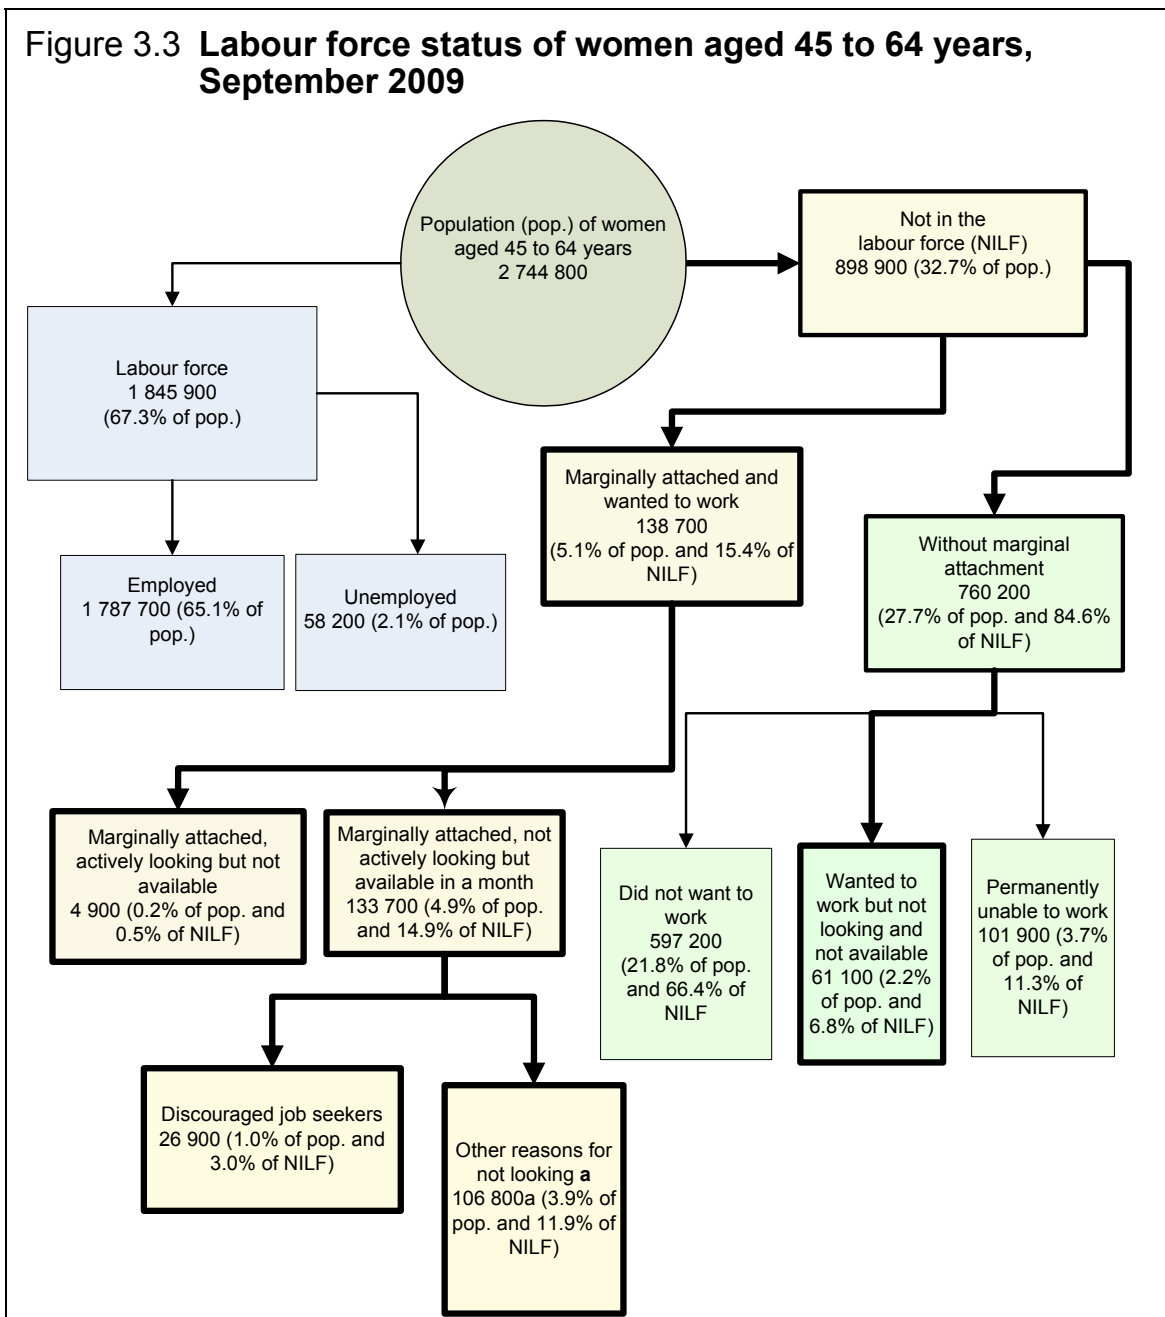 Figure 3.3 Labour force status of women aged 45 to 64 years,
September 2009
Population (pop.) of women
aged 45 to 64 years
2 744 800
Not in the
labour force (NILF)
898 900 (32.7% of pop.)
Labour force
1 845 900
(67.3% of pop.)
Marginally attached and
wanted to work
138 700
(5.1% of pop. and 15.4% of
NILF)
Without marginal
attachment
760 200
(27.7% of pop. and 84.6%
of NILF)
Employed
1 787 700 (65.1% of
pop.)
Unemployed
58 200 (2.1% of pop.)
Marginally attached,
actively looking but not
available
4 900 (0.2% of pop. and
0.5% of NILF)
Marginally attached, not
actively looking but
available in a month
133 700 (4.9% of pop.
and 14.9% of NILF)
Did not want to
work
597 200
(21.8% of pop.
and 66.4% of
NILF
Wanted to
work but not
looking and
not available
61 100 (2.2%
of pop. and
6.8% of NILF)
Permanently
unable to work
101 900 (3.7%
of pop. and
11.3% of
NILF)
Discouraged job seekers
26 900 (1.0% of pop. and
3.0% of NILF)
Other reasons for
not looking a
106 800a (3.9% of
pop. and 11.9% of
NILF)